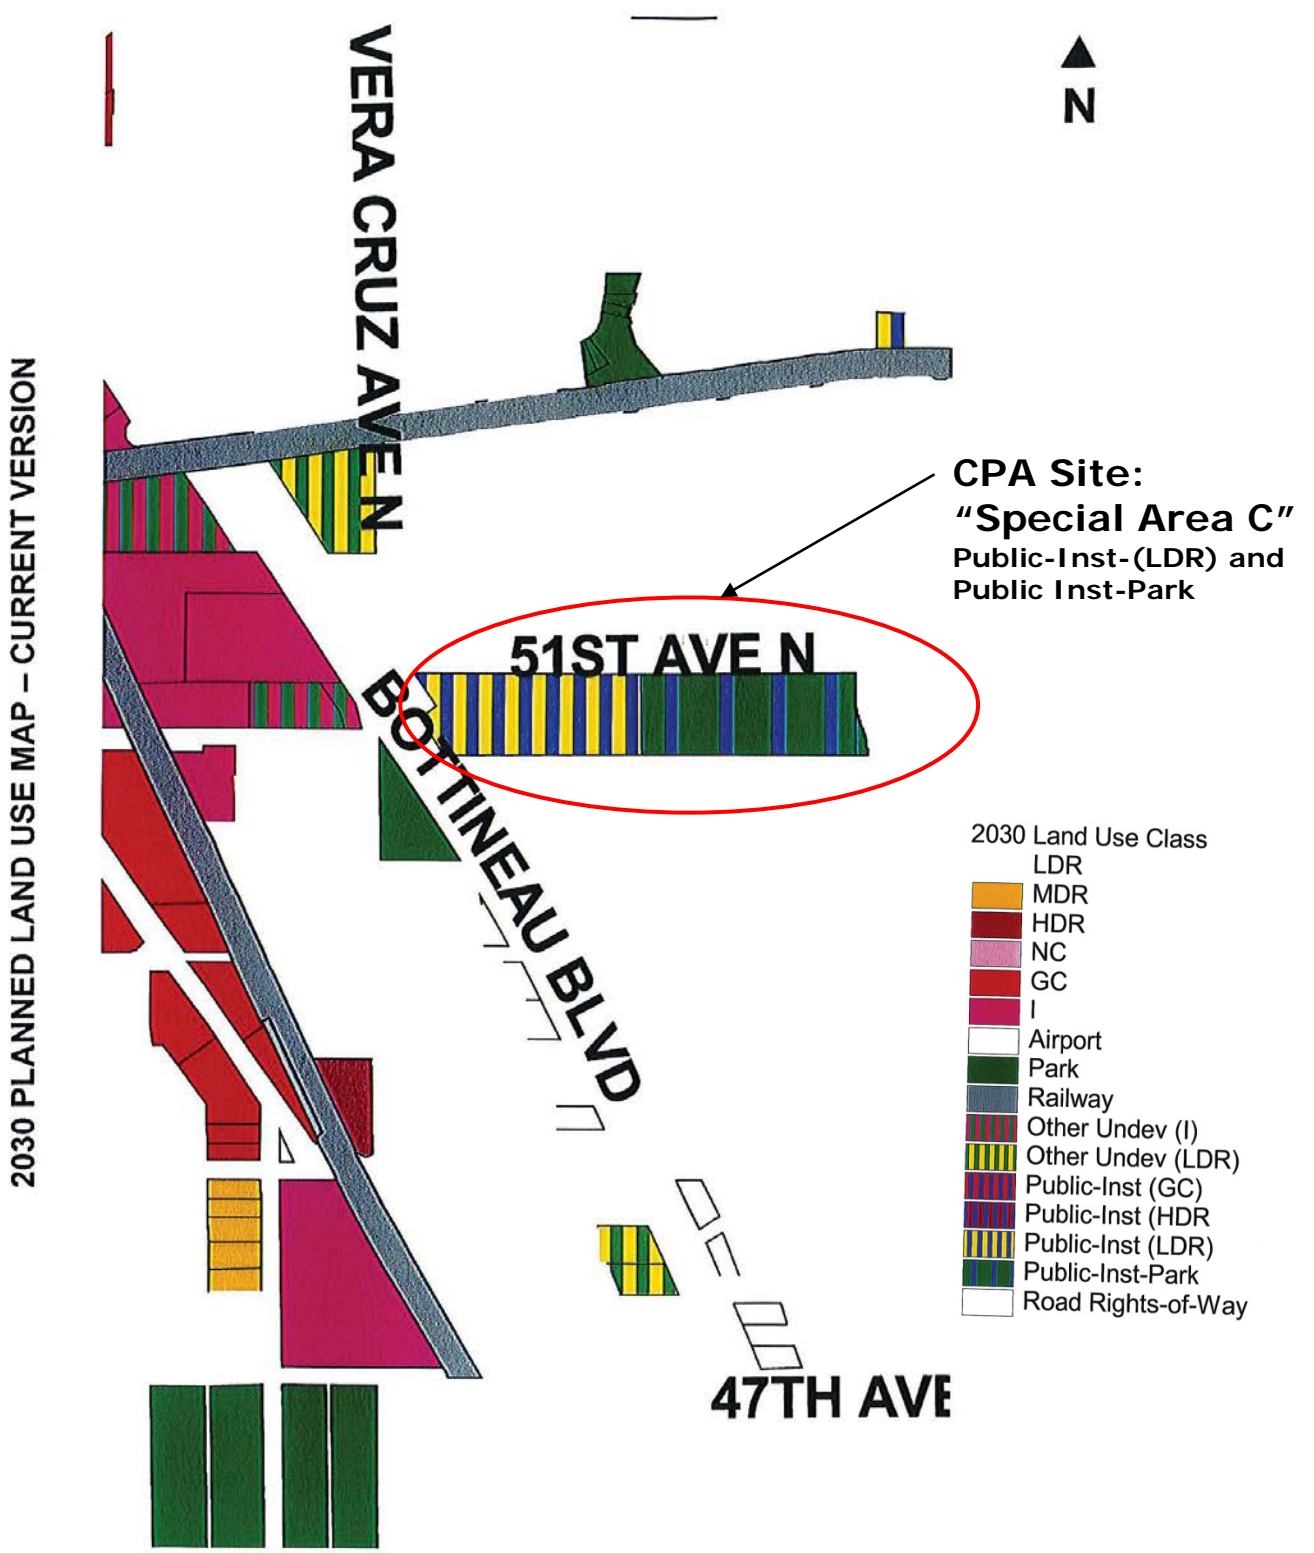 2030 PLANNED LAND USE MAP – CURRENT VERSION
VERA CRUZ AVE N
N
CPA Site:
“Special Area C”
Public-Inst-(LDR) and
Public Inst-Park
51ST AVE N
BOTTINEAU BLVD
2030 Land Use Class
LDR
MDR
HDR
NC
GC
I
Airport
Park
Railway
Other Undev (I)
Other Undev (LDR)
Public-Inst (GC)
Public-Inst (HDR
Public-Inst (LDR)
Public-Inst-Park
Road Rights-of-Way
47TH AVE